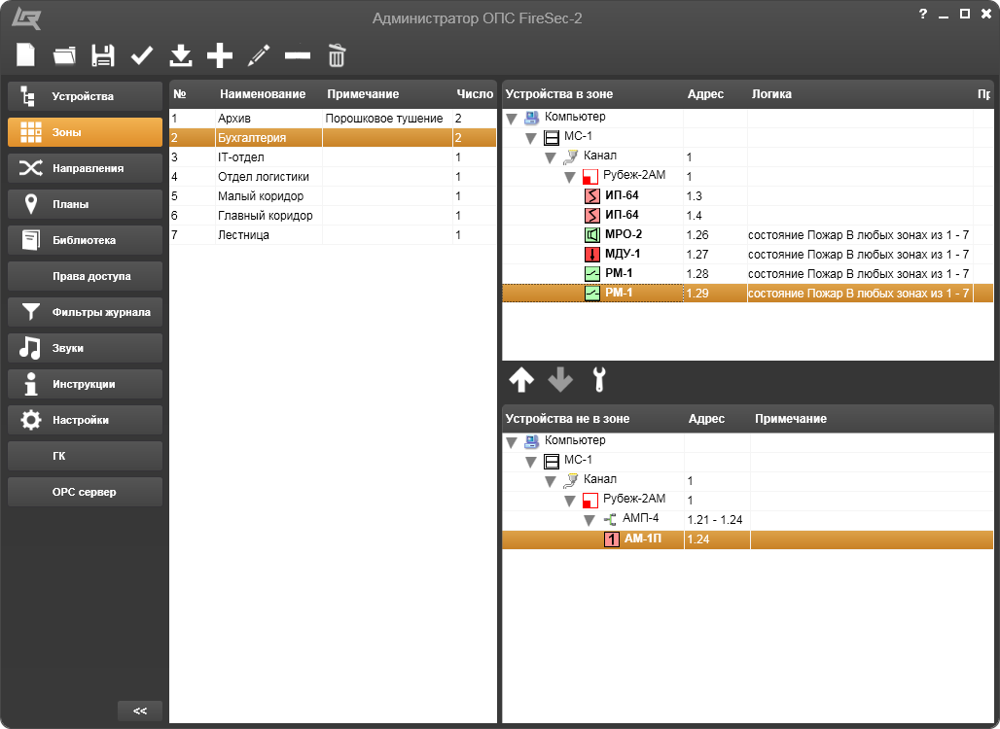 Администратор ОПС FireSec-2
?
Устройства
Зоны
Направления
Планы
Библиотека
Права доступа
Фильтры журнала
Звуки
Инструкции
Настройки
ГК
ОРС сервер
<<
№ Наименование Примечание Число
1 Архив Порошковое тушение 2
2 Бухгалтерия 2
3 IT-отдел 1
4 Отдел логистики 1
5 Малый коридор 1
6 Главный коридор 1
7 Лестница 1
Устройства в зоне Адрес Логика Пр
Компьютер
МС-1
Канал 1
Рубеж-2АМ 1
ИП-64 1.3
ИП-64 1.4
МРО-2 1.26 состояние Пожар В любых зонах из 1 - 7
МДУ-1 1.27 состояние Пожар В любых зонах из 1 - 7
РМ-1 1.28 состояние Пожар В любых зонах из 1 - 7
РМ-1 1.29 состояние Пожар В любых зонах из 1 - 7
Устройства не в зоне Адрес Примечание
Компьютер
МС-1
Канал 1
Рубеж-2АМ 1
АМП-4 1.21 - 1.24
1 АМ-1П 1.24